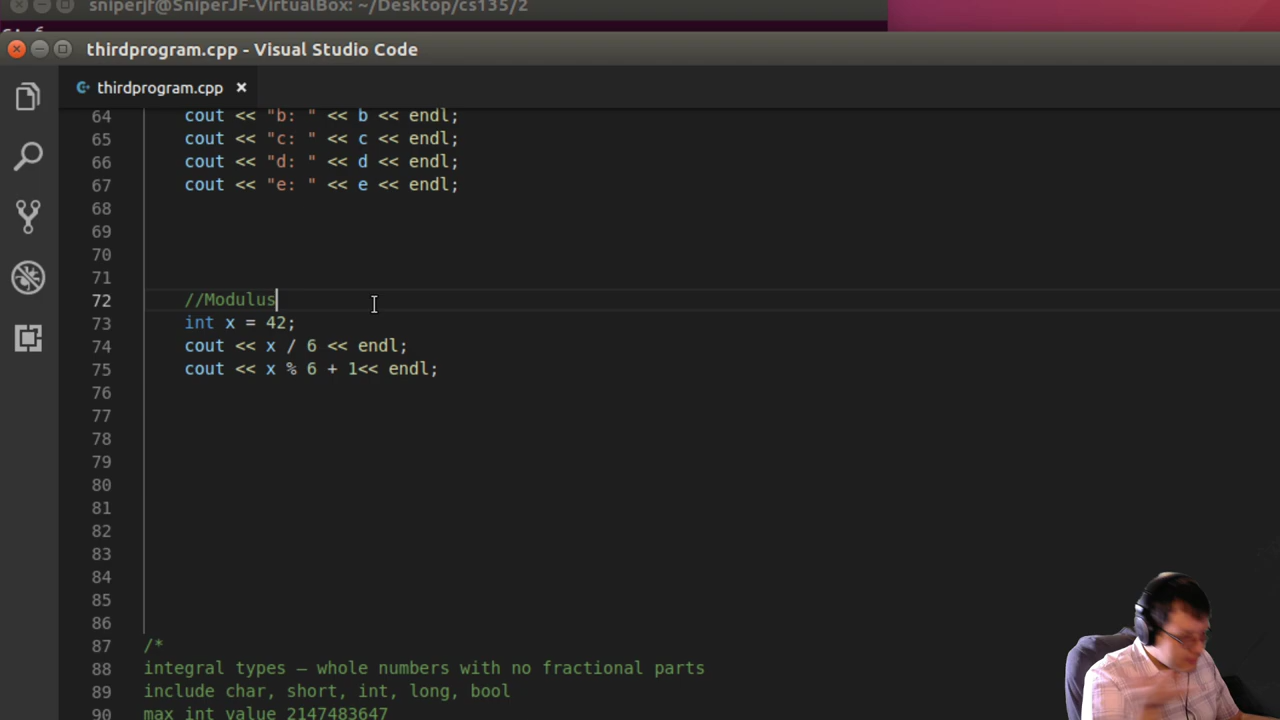 sniperjf@SniperJF-VirtualBox: ~/Desktop/cs135/2
thirdprogram.cpp - Visual Studio Code
thirdprogram.cpp ×
64 cout << "b: " << b << endl;
65 cout << "c: " << c << endl;
66 cout << "d: " << d << endl;
67 cout << "e: " << e << endl;
68
69
70
71
72 //Modulus
73 int x = 42;
74 cout << x / 6 << endl;
75 cout << x % 6 + 1<< endl;
76
77
78
79
80
81
82
83
84
85
86
87 /*
88 integral types – whole numbers with no fractional parts
89 include char, short, int, long, bool
90 max int value 2147483647